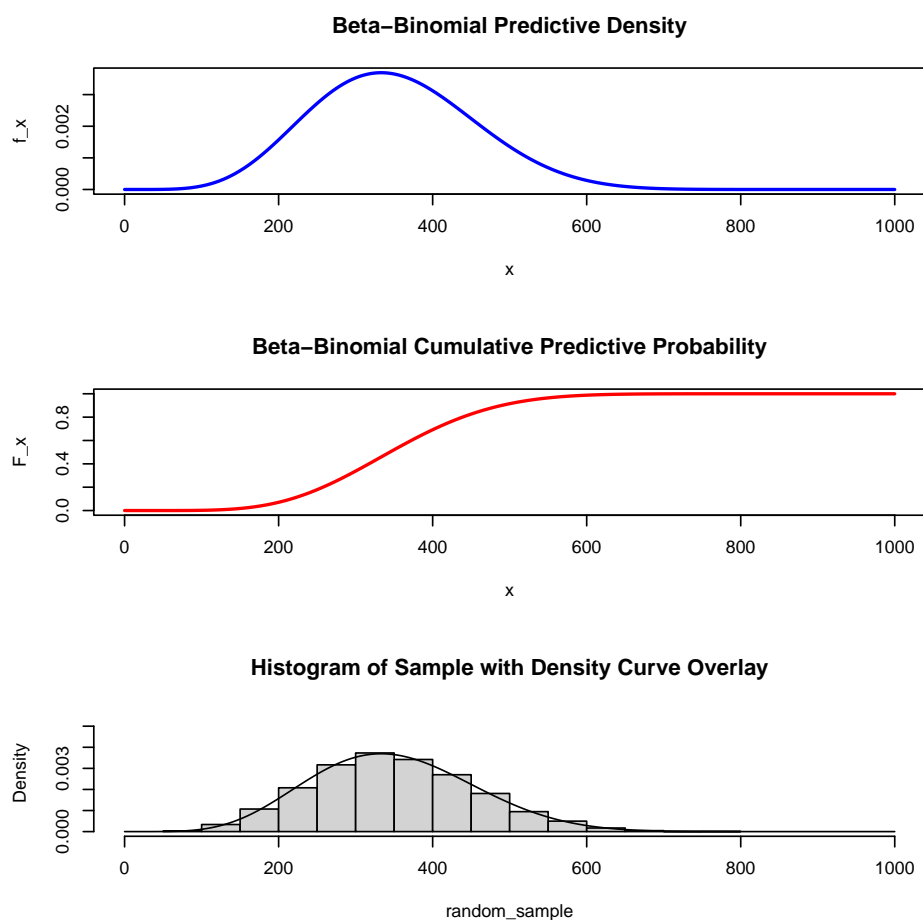 Beta−Binomial Predictive Density
f_x
0.000 0.002
0 200 400 600 800 1000
x
Beta−Binomial Cumulative Predictive Probability
F_x
0.0 0.4 0.8
0 200 400 600 800 1000
x
Histogram of Sample with Density Curve Overlay
Density
0.000 0.003
0 200 400 600 800 1000
random_sample